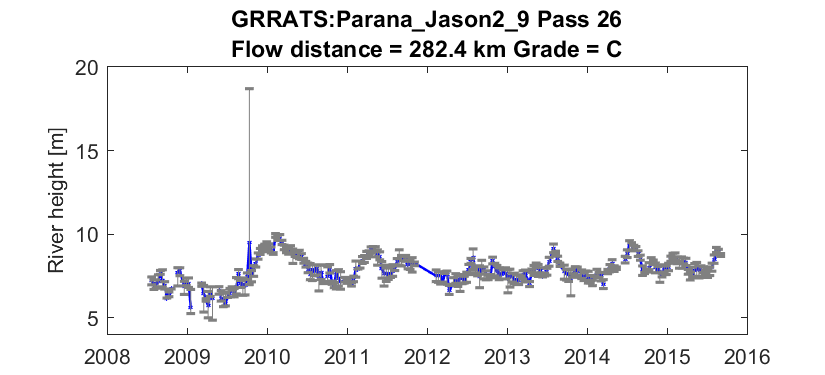 GRRATS:Parana_Jason2_9 Pass 26
Flow distance = 282.4 km Grade = C
River height [m]
20
15
10
5
2008 2009 2010 2011 2012 2013 2014 2015 2016